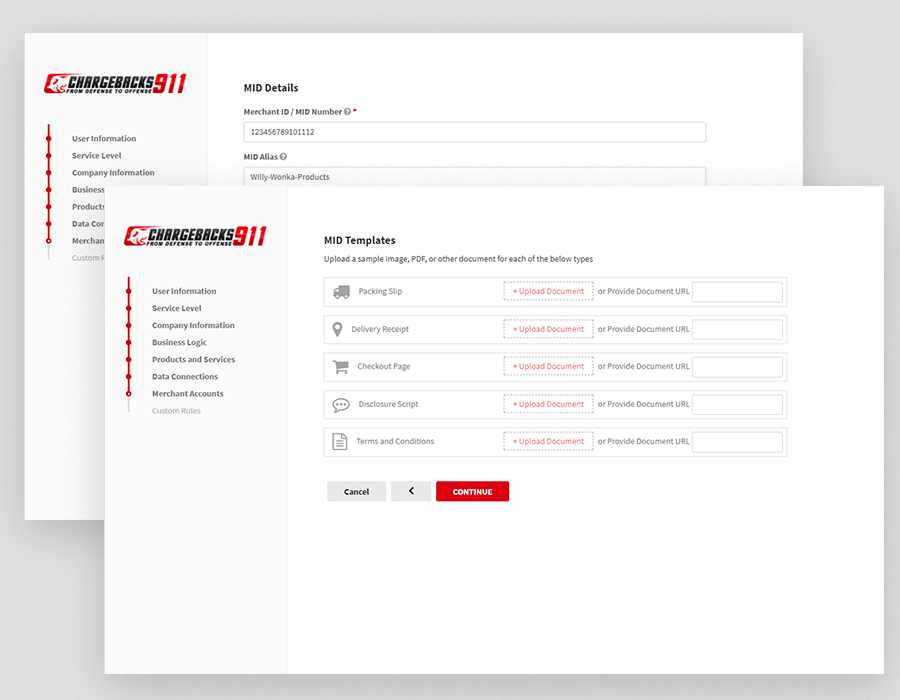 CHARGEBACKS911
FROM DEFENSE TO OFFENSE
User Information
Service Level
Company Information
Business
Products
Data Con
Merchan
Custom R
MID Details
Merchant ID / MID Number ? *
123456789101112
MID Alias ?
Willy-Wonka-Products
CHARGEBACKS911
FROM DEFENSE TO OFFENSE
User Information
Service Level
Company Information
Business Logic
Products and Services
Data Connections
Merchant Accounts
Custom Rules
MID Templates
Upload a sample image, PDF, or other document for each of the below types
Packing Slip + Upload Document or Provide Document URL
Delivery Receipt + Upload Document or Provide Document URL
Checkout Page + Upload Document or Provide Document URL
Disclosure Script + Upload Document or Provide Document URL
Terms and Conditions + Upload Document or Provide Document URL
Cancel < CONTINUE